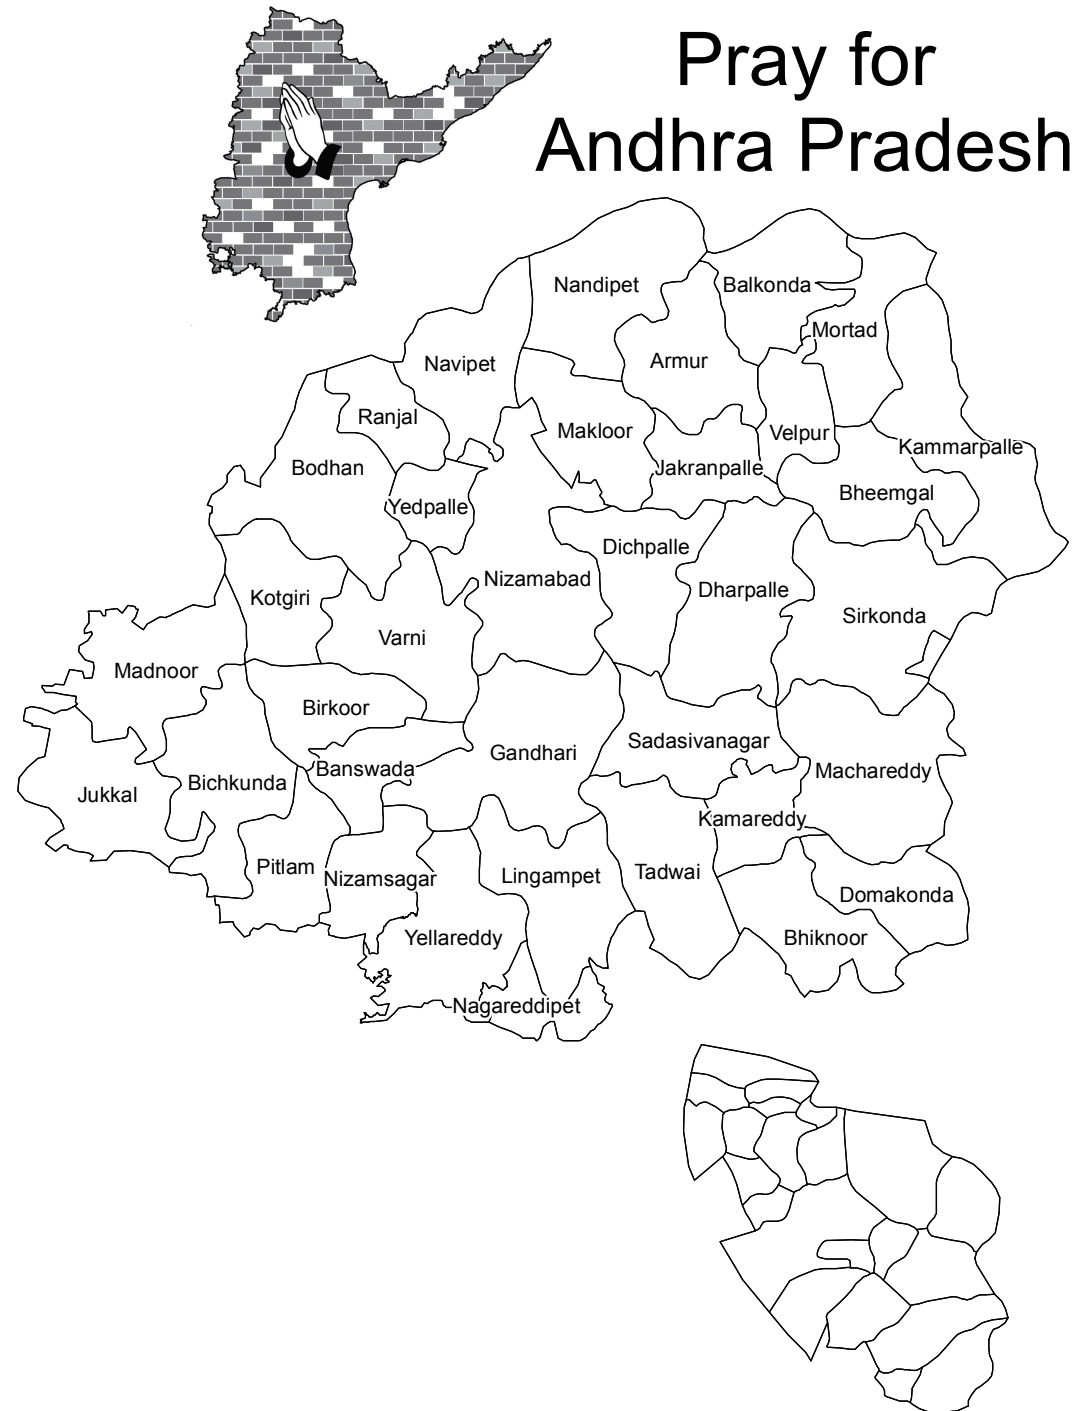 Pray for
Andhra Pradesh
Nandipet
Balkonda
Mortad
Navipet
Armur
Ranjal
Makloor
Velpur
Kammarpalle
Bodhan
Jakranpalle
Bheemgal
Yedpalle
Dichpalle
Nizamabad
Dharpalle
Kotgiri
Sirkonda
Varni
Madnoor
Birkoor
Sadasivanagar
Gandhari
Banswada
Machareddy
Bichkunda
Jukkal
Kamareddy
Pitlam
Nizamsagar
Lingampet
Tadwai
Domakonda
Yellareddy
Bhiknoor
Nagareddipet